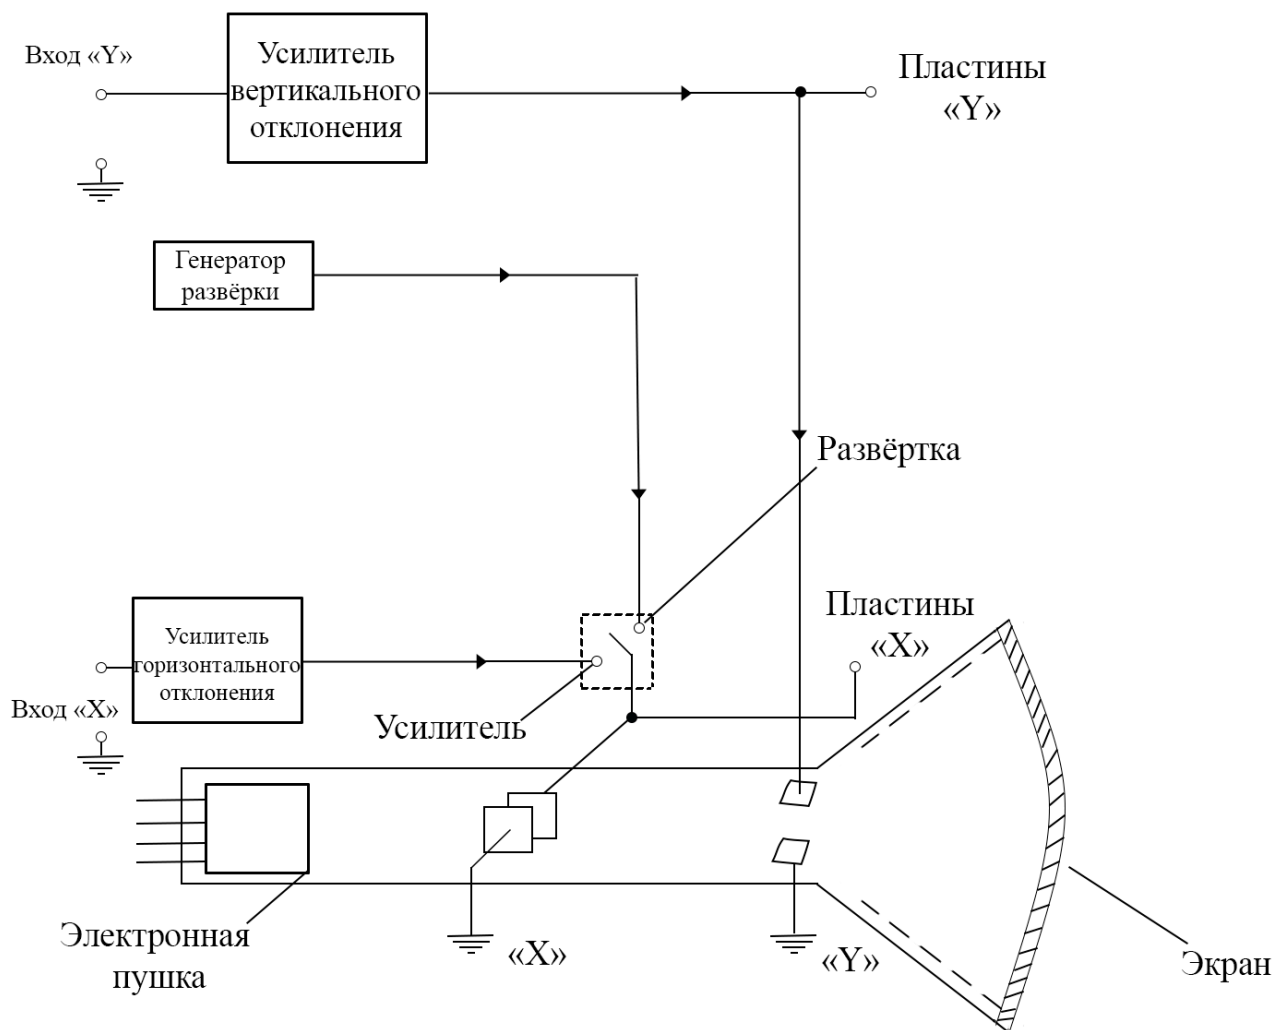 Вход «Y»
Усилитель
вертикального
отклонения
Пластины
«Y»
Генератор
развёрки
Развёртка
Усилитель
горизонтального
отклонения
Вход «X»
Пластины
«X»
Усилитель
Электронная
пушка
«X»
«Y»
Экран